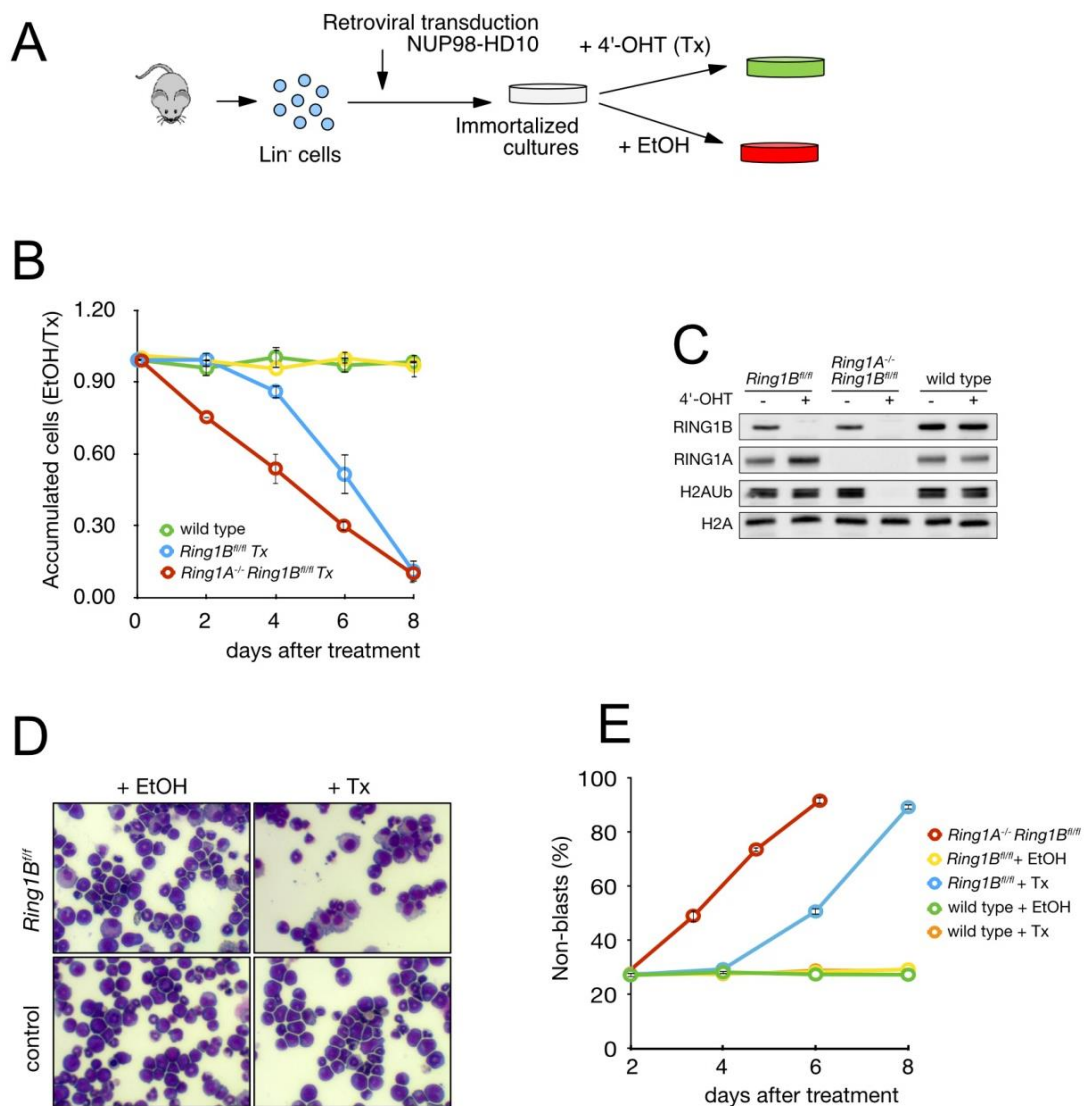 A
Retroviral transduction
NUP98-HD10
+ 4'-OHT (Tx)
Lin⁻ cells
Immortalized
cultures
+ EtOH
B
Accumulated cells (EtOH/Tx)
1.20
0.90
0.60
0.30
0.00
wild type
Ring1Bfl/fl Tx
Ring1A-/- Ring1Bfl/fl Tx
0 2 4 6 8
days after treatment
C
Ring1Bfl/fl
Ring1A-/-
Ring1Bfl/fl
wild type
4'-OHT - + - + - +
RING1B
RING1A
H2AUb
H2A
D
+ EtOH + Tx
Ring1Bf/f
control
E
Non-blasts (%)
100
80
60
40
20
0
2 4 6 8
days after treatment
Ring1A-/- Ring1Bfl/fl
Ring1Bfl/fl + EtOH
Ring1Bfl/fl + Tx
wild type + EtOH
wild type + Tx